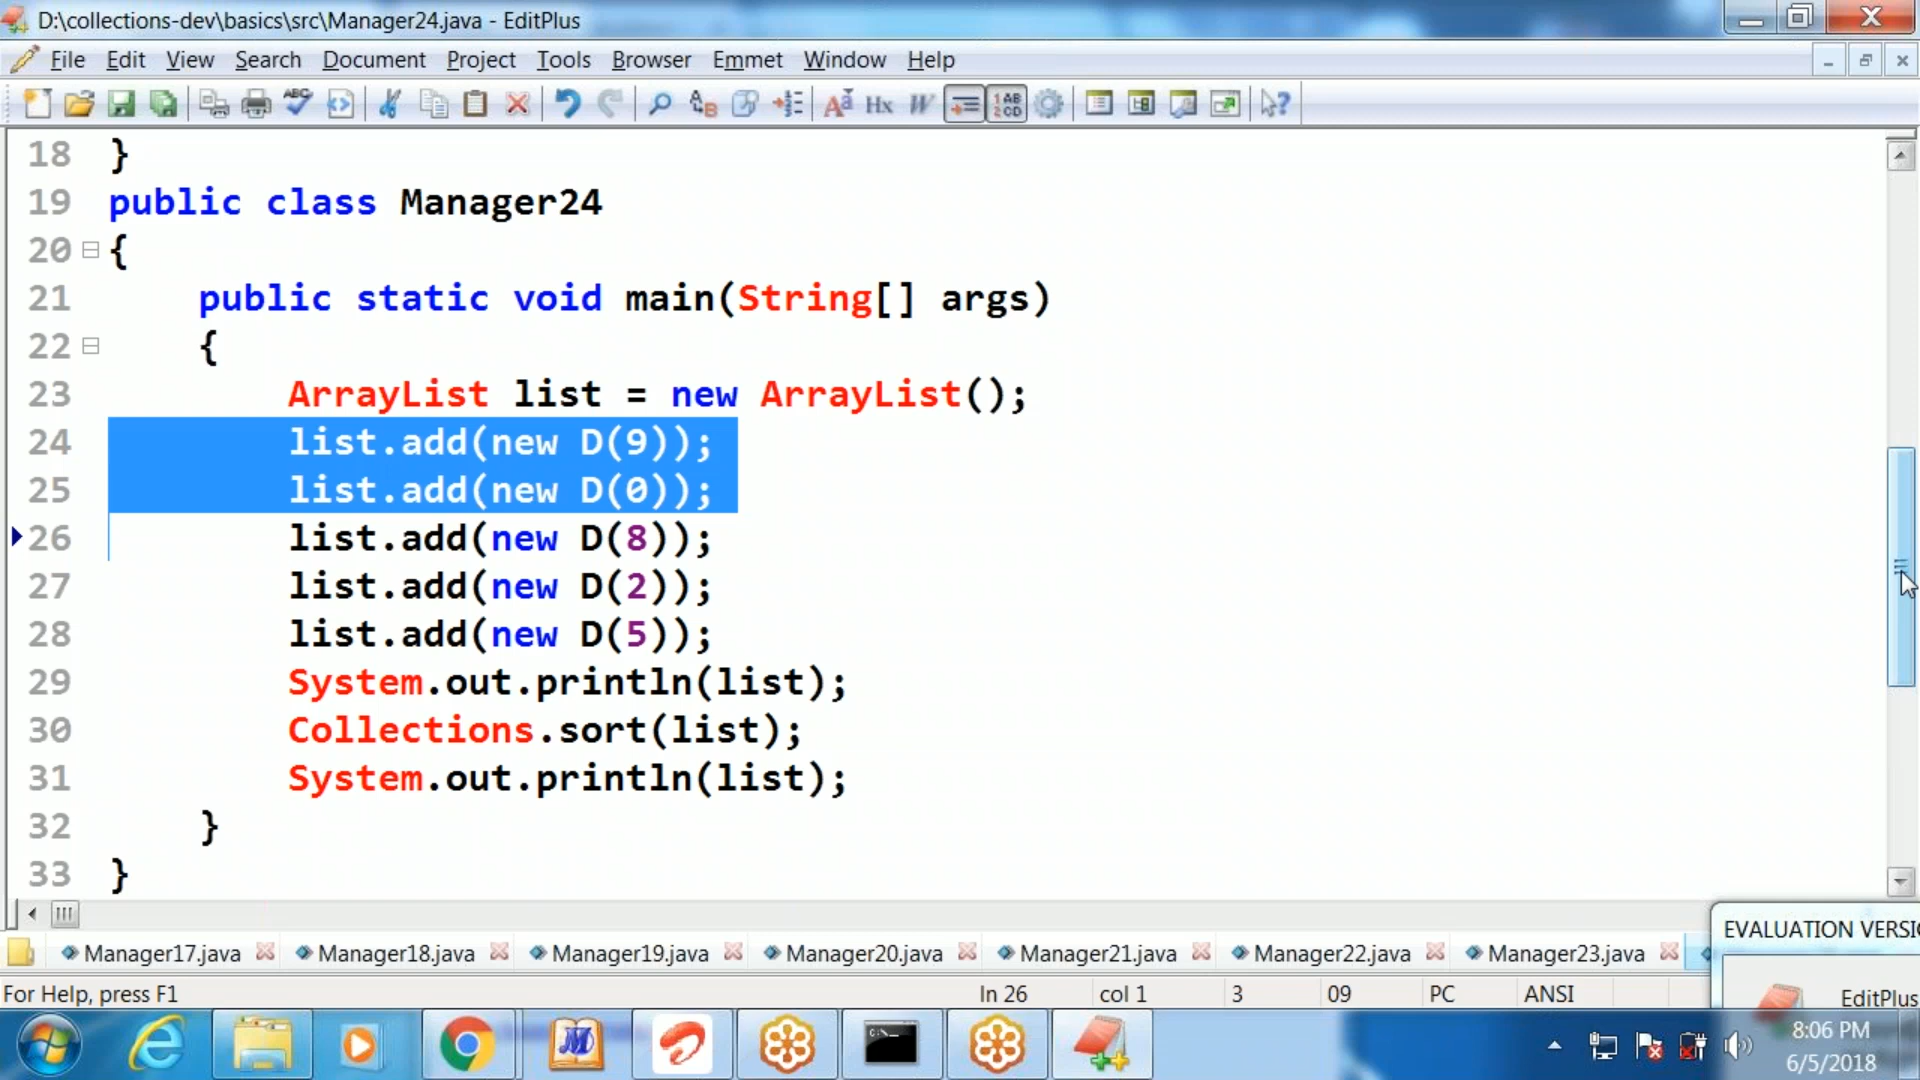 D:\collections-dev\basics\src\Manager24.java - EditPlus
File Edit View Search Document Project Tools Browser Emmet Window Help
18 }
19 public class Manager24
20 {
21 public static void main(String[] args)
22 {
23 ArrayList list = new ArrayList();
24 list.add(new D(9));
25 list.add(new D(0));
26 list.add(new D(8));
27 list.add(new D(2));
28 list.add(new D(5));
29 System.out.println(list);
30 Collections.sort(list);
31 System.out.println(list);
32 }
33 }
EVALUATION VERSI
Manager17.java Manager18.java Manager19.java Manager20.java Manager21.java Manager22.java Manager23.java
For Help, press F1 ln 26 col 1 3 09 PC ANSI
EditPlus
8:06 PM
6/5/2018